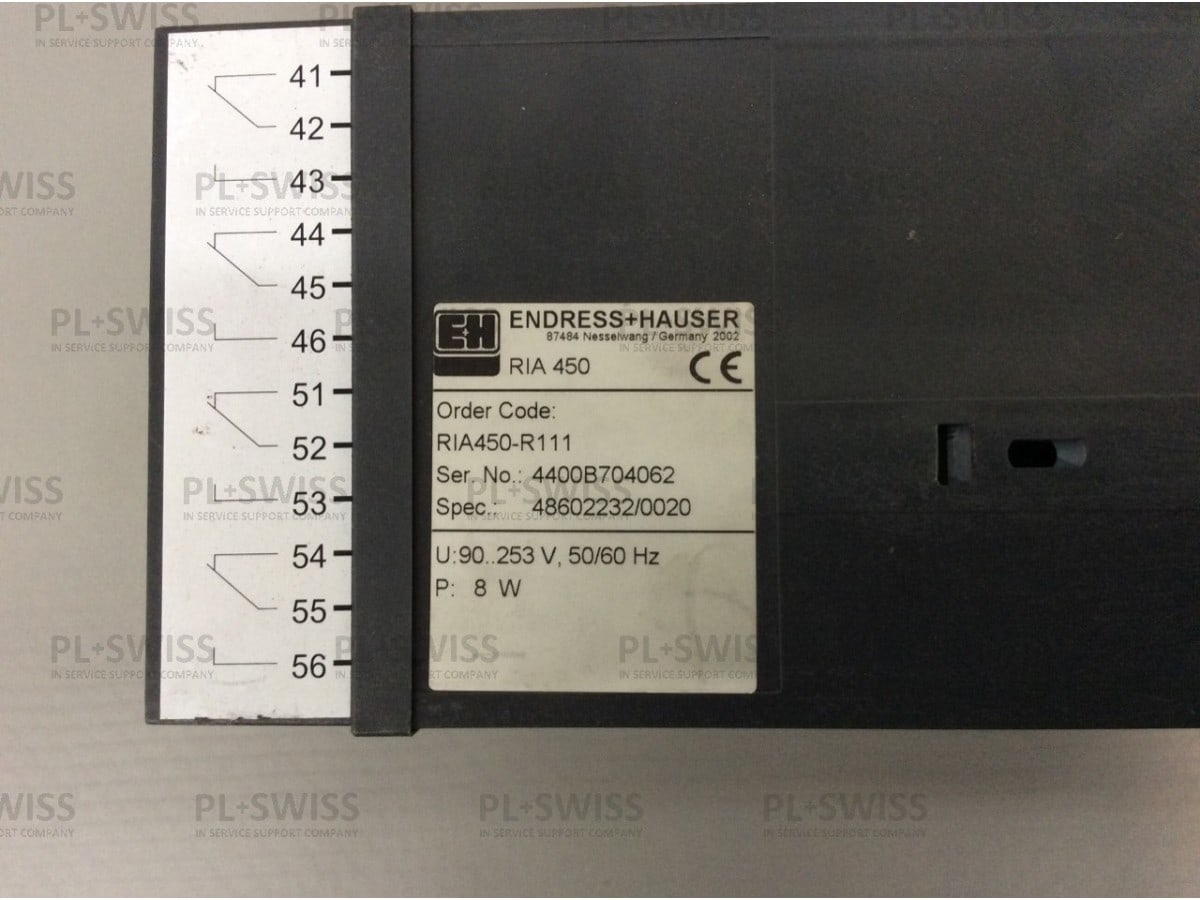 41
42
43
44
45
46
51
52
53
54
55
56
E+H
ENDRESS+HAUSER
87484 Nesselwang / Germany 2002
RIA 450
CE
Order Code:
RIA450-R111
Ser. No.: 4400B704062
Spec.: 48602232/0020
U:90..253 V, 50/60 Hz
P: 8 W
PL+SWISS
IN SERVICE SUPPORT COMPANY